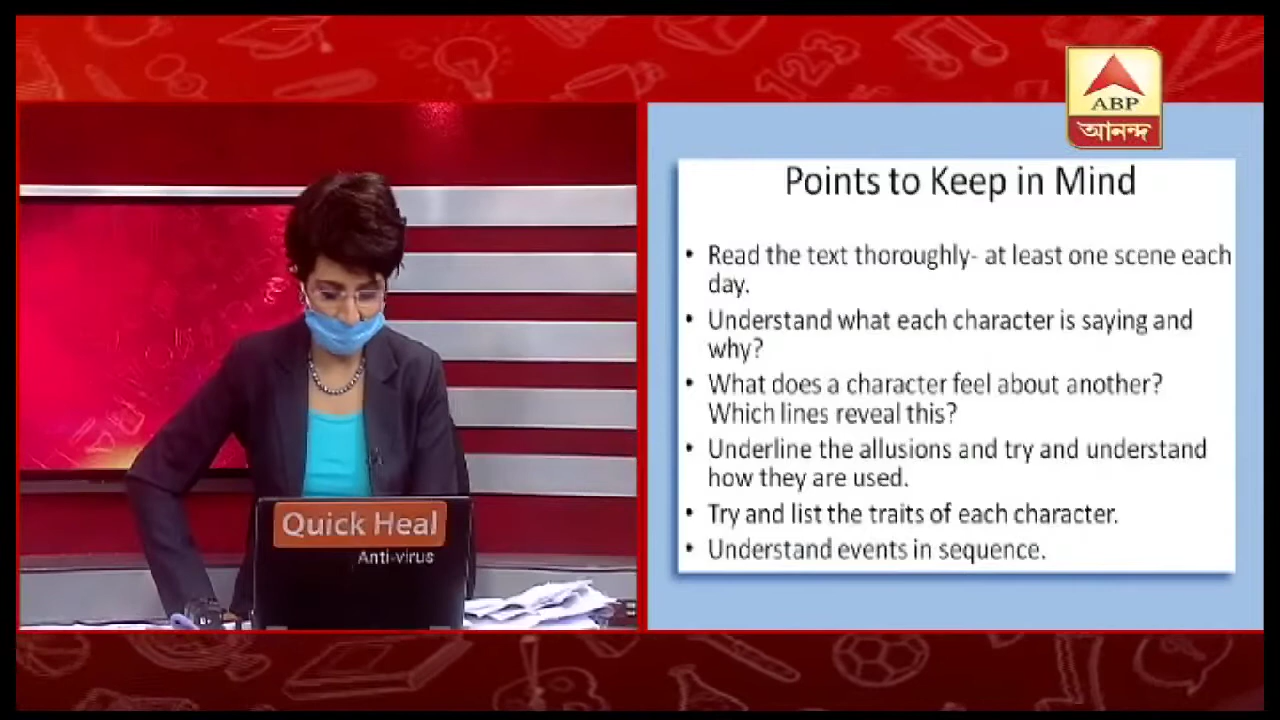 ABP
আনন্দ
Points to Keep in Mind
• Read the text thoroughly- at least one scene each
day.
• Understand what each character is saying and
why?
• What does a character feel about another?
Which lines reveal this?
• Underline the allusions and try and understand
how they are used.
• Try and list the traits of each character.
• Understand events in sequence.
Quick Heal
Anti-virus
123